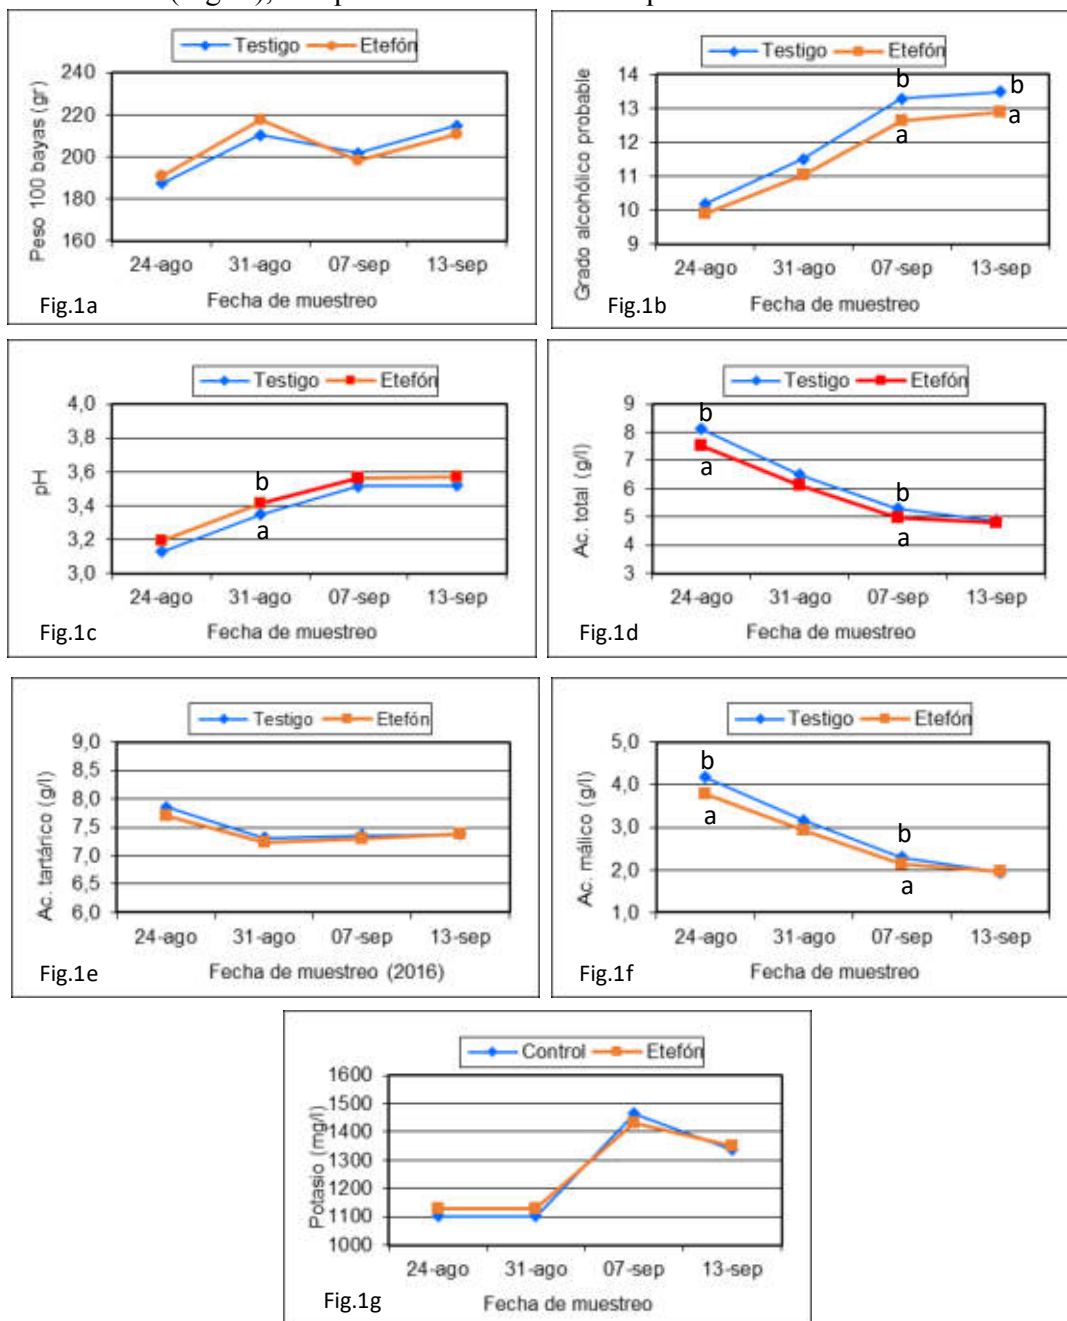 Testigo Etefón
240
220
200
180
160
Peso 100 bayas (gr)
24-ago 31-ago 07-sep 13-sep
Fecha de muestreo
Fig.1a
Testigo Etefón
14
13
12
11
10
9
Grado alcohólico probable
b b
a a
24-ago 31-ago 07-sep 13-sep
Fecha de muestreo
Fig.1b
Testigo Etefón
4,0
3,8
3,6
3,4
3,2
3,0
pH
b
a
24-ago 31-ago 07-sep 13-sep
Fecha de muestreo
Fig.1c
Testigo Etefón
9
8
7
6
5
4
3
Ac. total (g/l)
b b
a a
24-ago 31-ago 07-sep 13-sep
Fecha de muestreo
Fig.1d
Testigo Etefón
9,0
8,5
8,0
7,5
7,0
6,5
6,0
Ac. tartárico (g/l)
24-ago 31-ago 07-sep 13-sep
Fecha de muestreo (2016)
Fig.1e
Testigo Etefón
5,0
4,0
3,0
2,0
1,0
Ac. málico (g/l)
b b
a a
24-ago 31-ago 07-sep 13-sep
Fecha de muestreo
Fig.1f
Control Etefón
1600
1500
1400
1300
1200
1100
1000
Potasio (mg/l)
24-ago 31-ago 07-sep 13-sep
Fecha de muestreo
Fig.1g